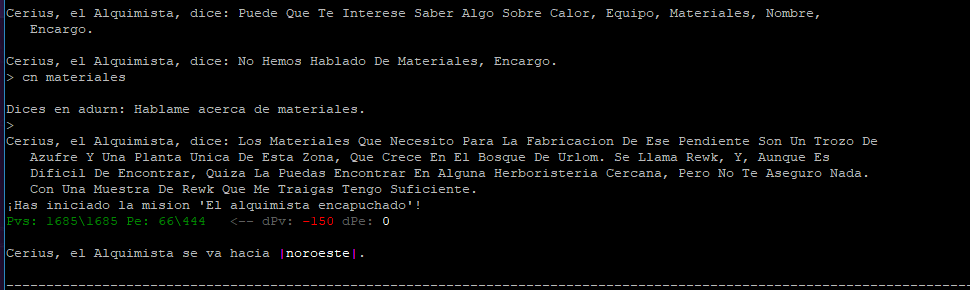 Cerius, el Alquimista, dice: Puede Que Te Interese Saber Algo Sobre Calor, Equipo, Materiales, Nombre,
Encargo.
Cerius, el Alquimista, dice: No Hemos Hablado De Materiales, Encargo.
> cn materiales
Dices en adurn: Hablame acerca de materiales.
>
Cerius, el Alquimista, dice: Los Materiales Que Necesito Para La Fabricacion De Ese Pendiente Son Un Trozo De
Azufre Y Una Planta Unica De Esta Zona, Que Crece En El Bosque De Urlom. Se Llama Rewk, Y, Aunque Es
Dificil De Encontrar, Quiza La Puedas Encontrar En Alguna Herboristeria Cercana, Pero No Te Aseguro Nada.
Con Una Muestra De Rewk Que Me Traigas Tengo Suficiente.
¡Has iniciado la mision 'El alquimista encapuchado'!
Pvs: 1685\1685 Pe: 66\444 <-- dPv: -150 dPe: 0
Cerius, el Alquimista se va hacia |noroeste|.